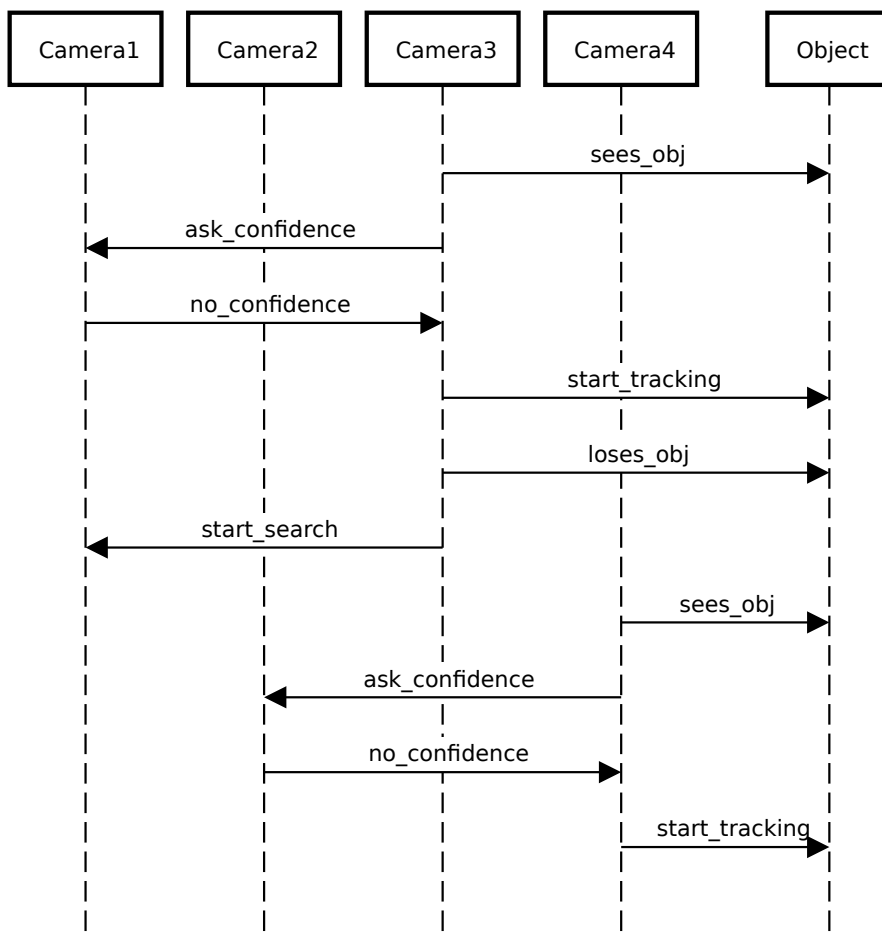 Camera1 Camera2 Camera3 Camera4 Object
sees_obj
ask_confidence
no_confidence
start_tracking
loses_obj
start_search
sees_obj
ask_confidence
no_confidence
start_tracking